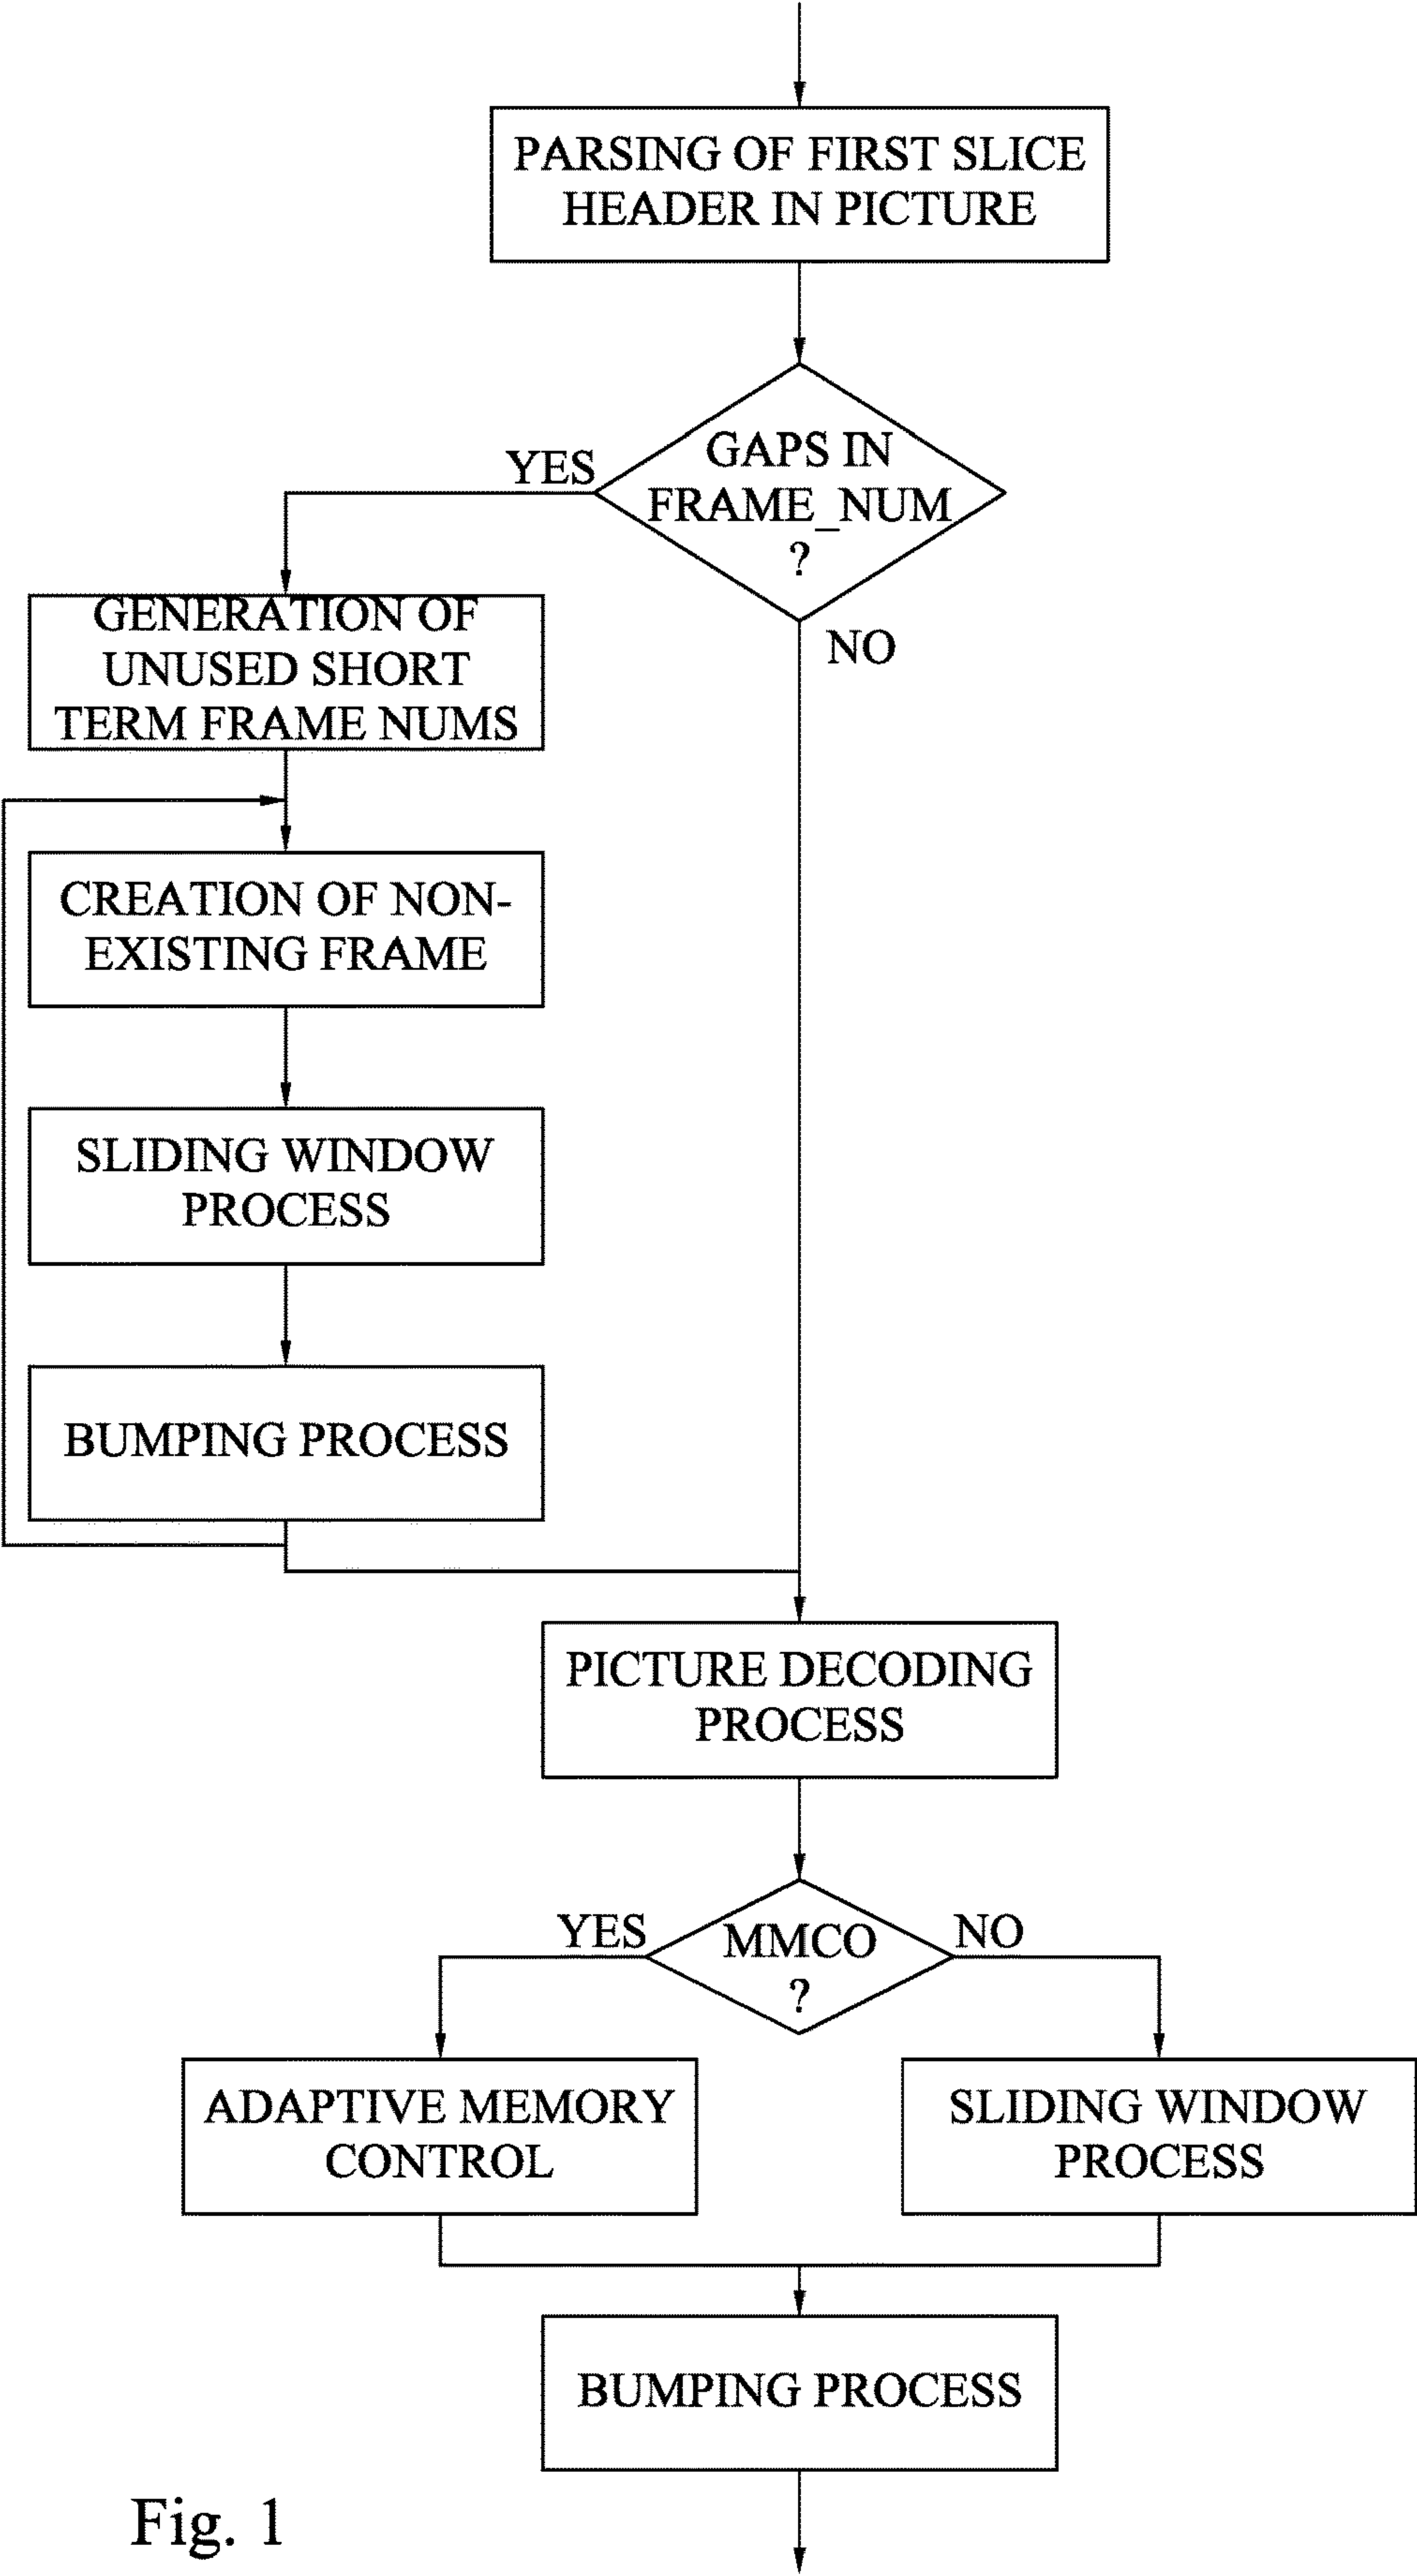 PARSING OF FIRST SLICE
HEADER IN PICTURE
GAPS IN
FRAME_NUM
?
YES
NO
GENERATION OF
UNUSED SHORT
TERM FRAME NUMS
CREATION OF NON-
EXISTING FRAME
SLIDING WINDOW
PROCESS
BUMPING PROCESS
PICTURE DECODING
PROCESS
MMCO
?
YES
NO
ADAPTIVE MEMORY
CONTROL
SLIDING WINDOW
PROCESS
BUMPING PROCESS
Fig. 1